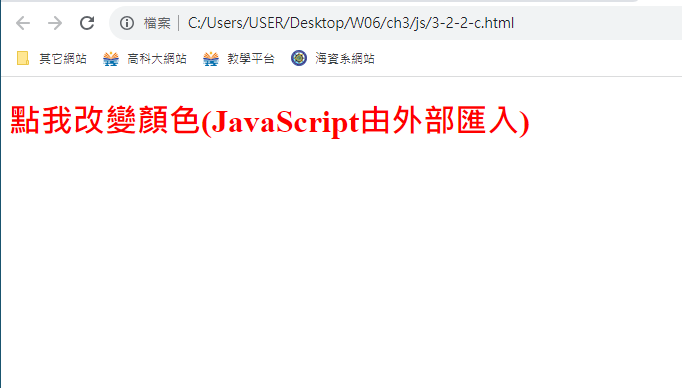 檔案 C:/Users/USER/Desktop/W06/ch3/js/3-2-2-c.html
其它網站 高科大網站 教學平台 海資系網站
點我改變顏色(JavaScript由外部匯入)